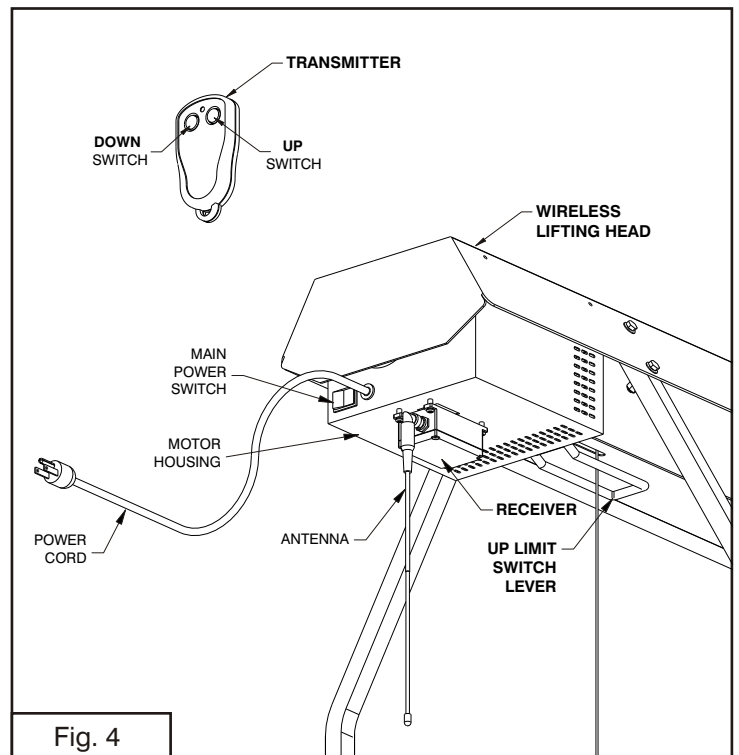 TRANSMITTER
DOWN
SWITCH
UP
SWITCH
WIRELESS
LIFTING HEAD
MAIN
POWER
SWITCH
MOTOR
HOUSING
POWER
CORD
ANTENNA
RECEIVER
UP LIMIT
SWITCH
LEVER
Fig. 4